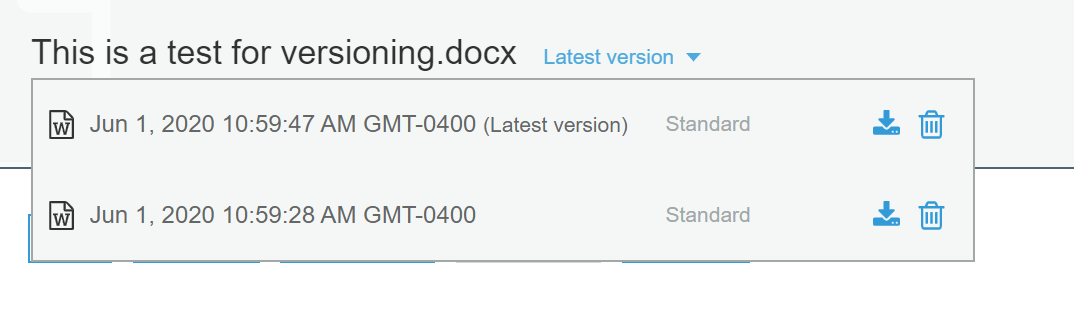 This is a test for versioning.docx Latest version
Jun 1, 2020 10:59:47 AM GMT-0400 (Latest version) Standard
Jun 1, 2020 10:59:28 AM GMT-0400 Standard